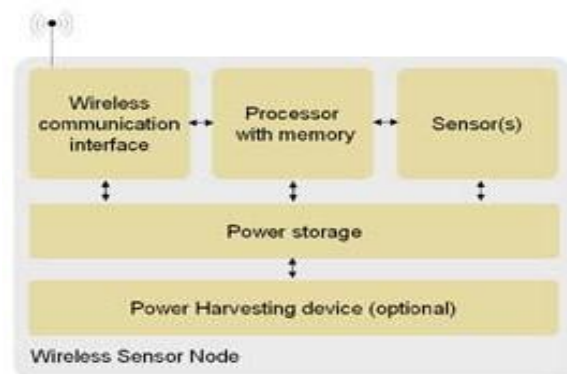 Wireless
communication
interface
Processor
with memory
Sensor(s)
Power storage
Power Harvesting device (optional)
Wireless Sensor Node